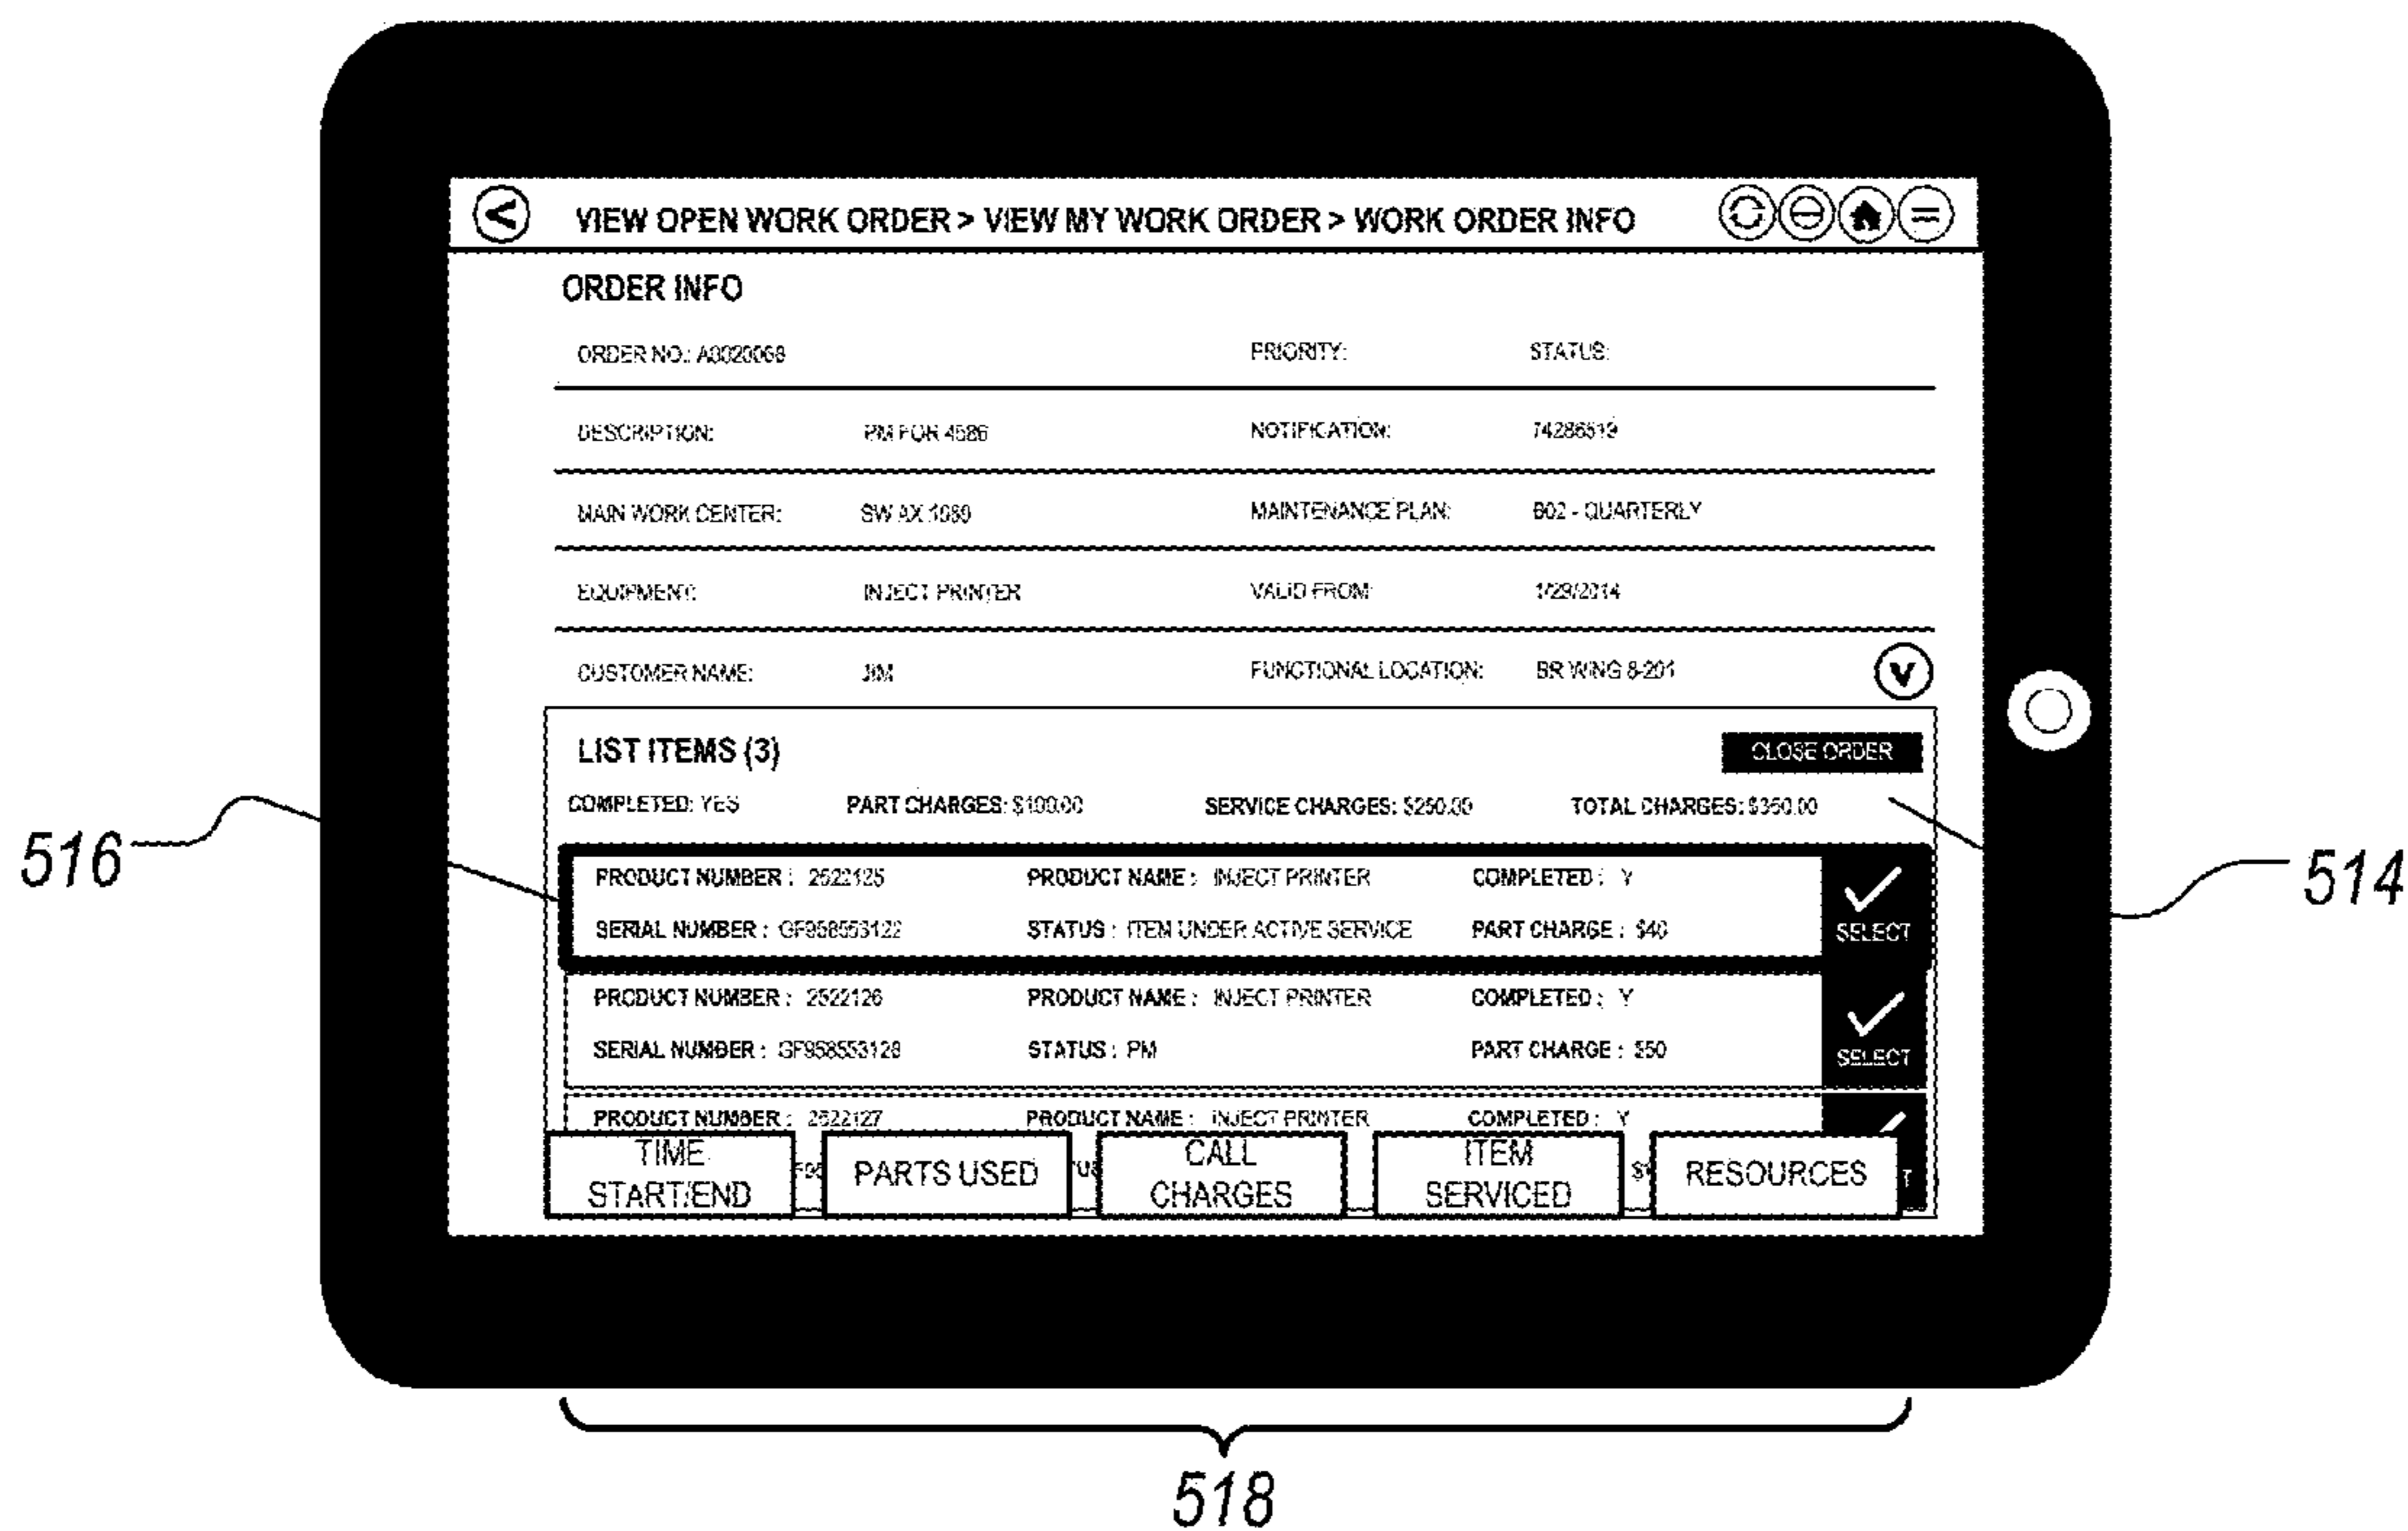 VIEW OPEN WORK ORDER > VIEW MY WORK ORDER > WORK ORDER INFO
ORDER INFO
ORDER NO.: A0020068 PRIORITY: STATUS:
DESCRIPTION: PM FOR 4586 NOTIFICATION: 74286519
MAIN WORK CENTER: SW AX 1080 MAINTENANCE PLAN: 602 - QUARTERLY
EQUIPMENT: INJECT PRINTER VALID FROM: 1/29/2014
CUSTOMER NAME: JIM FUNCTIONAL LOCATION: BR WING 8-201
V
LIST ITEMS (3) CLOSE ORDER
COMPLETED: YES PART CHARGES: $100.00 SERVICE CHARGES: $250.00 TOTAL CHARGES: $350.00
516
514
PRODUCT NUMBER : 2522125 PRODUCT NAME : INJECT PRINTER COMPLETED : Y
SERIAL NUMBER : GF958553122 STATUS : ITEM UNDER ACTIVE SERVICE PART CHARGE : $40 SELECT
PRODUCT NUMBER : 2522126 PRODUCT NAME : INJECT PRINTER COMPLETED : Y
SERIAL NUMBER : GF958553128 STATUS : PM PART CHARGE : $50 SELECT
PRODUCT NUMBER : 2522127 PRODUCT NAME : INJECT PRINTER COMPLETED : Y
TIME START/END PARTS USED CALL CHARGES ITEM SERVICED RESOURCES
518